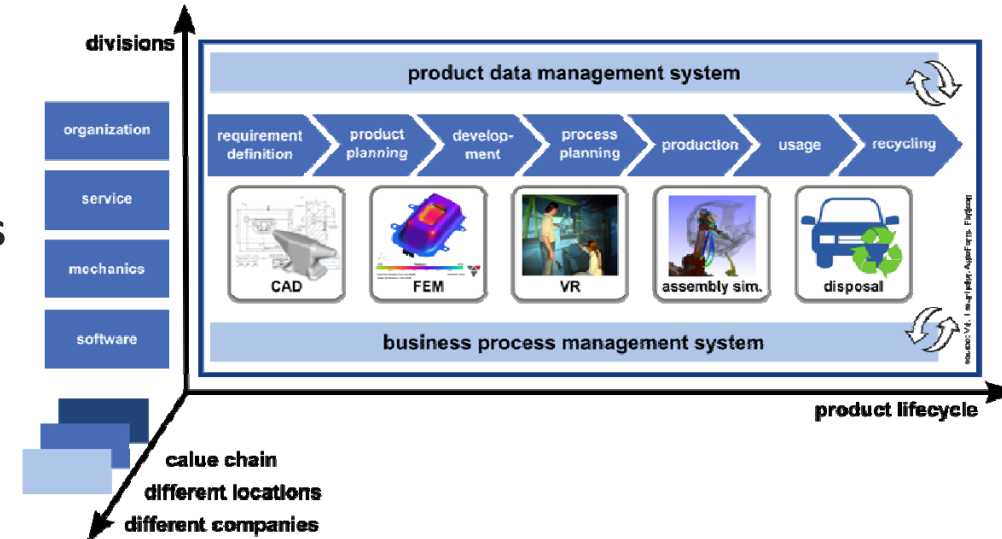 divisions
product data management system
organization
service
mechanics
software
requirement
definition
product
planning
develop-
ment
process
planning
production
usage
recycling
CAD
FEM
VR
assembly sim.
disposal
business process management system
product lifecycle
calue chain
different locations
different companies
s